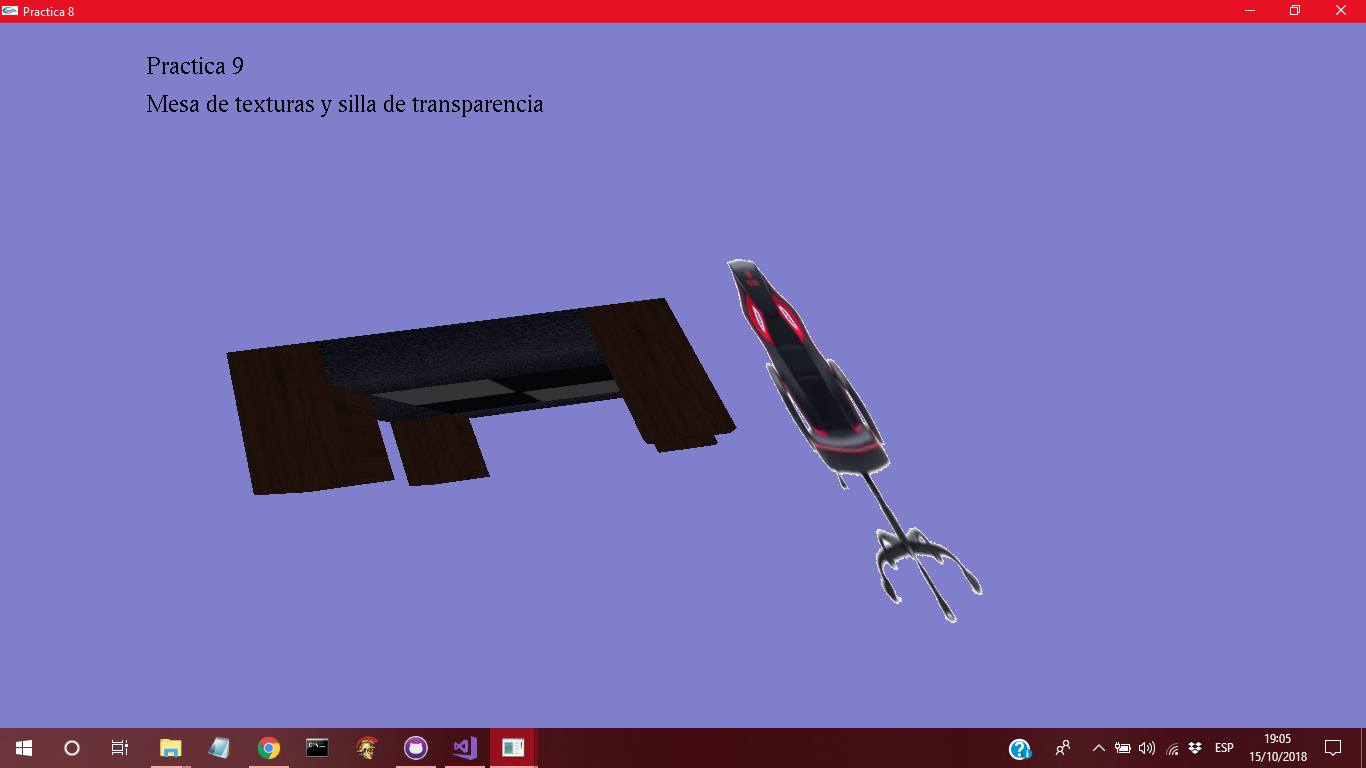 Practica 8
Practica 9
Mesa de texturas y silla de transparencia
ESP
19:05
15/10/2018